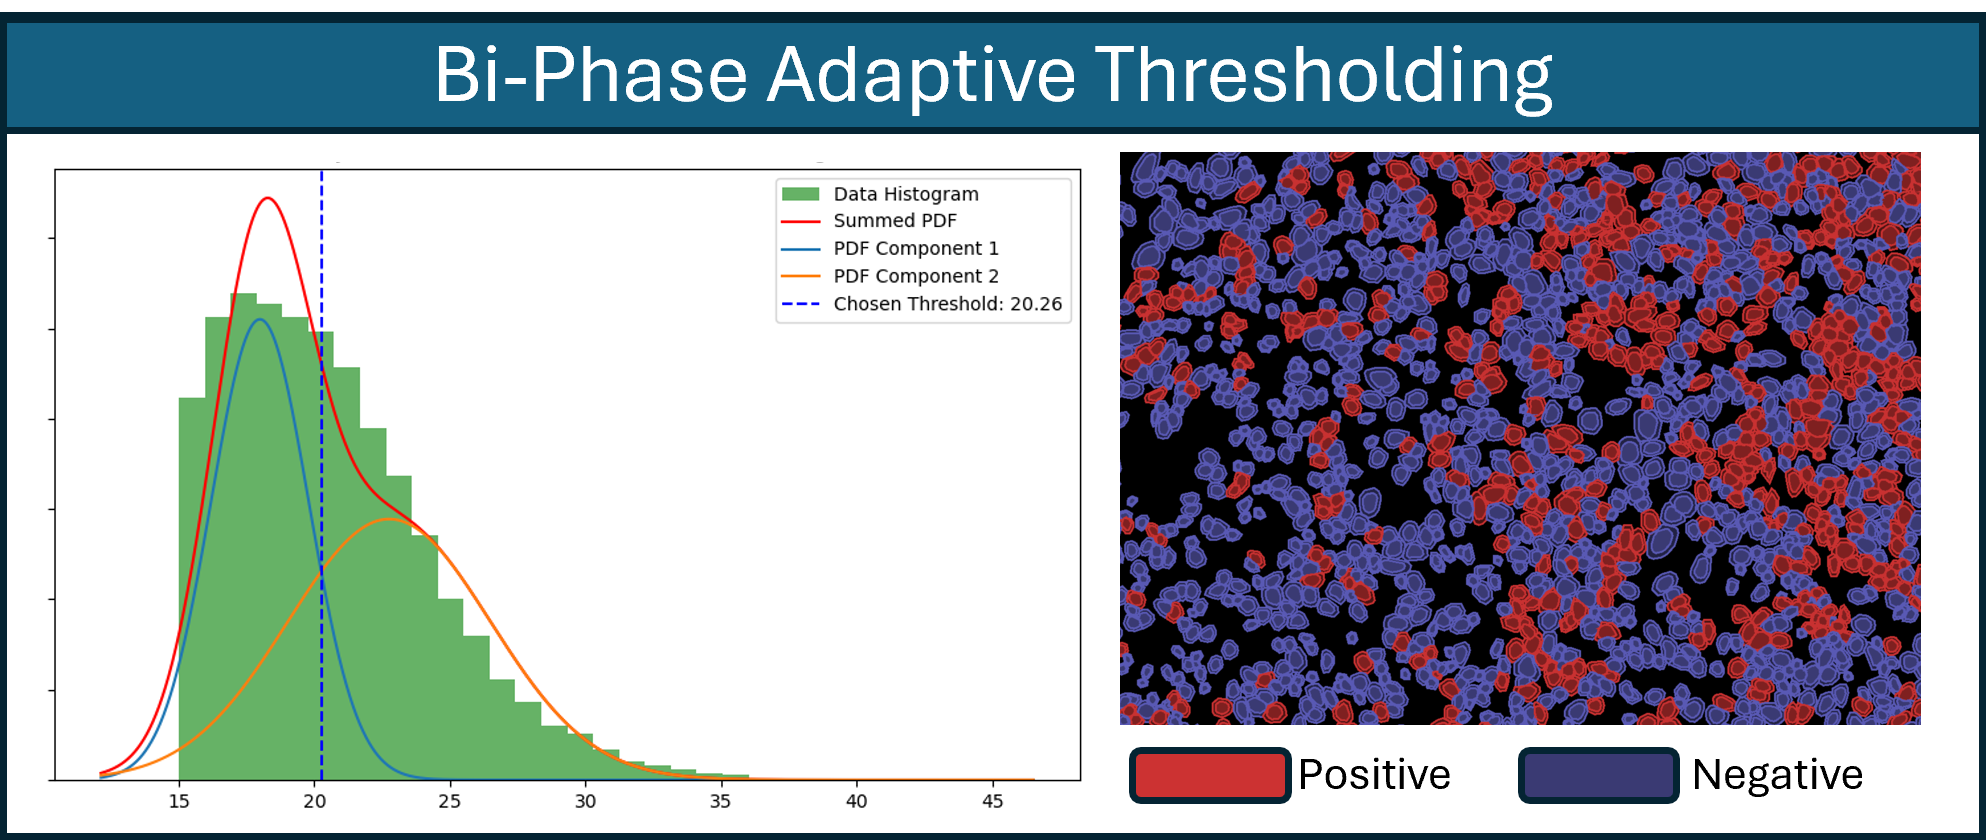 Bi-Phase Adaptive Thresholding
Data Histogram
Summed PDF
PDF Component 1
PDF Component 2
Chosen Threshold: 20.26
15 20 25 30 35 40 45
Positive Negative